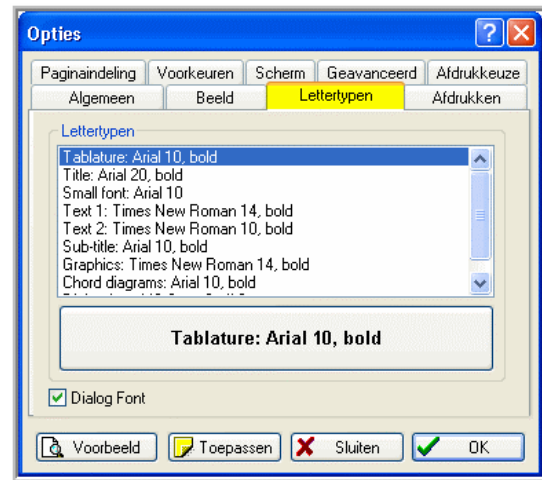 Opties
Paginaindeling Voorkeuren Scherm Geavanceerd Afdrukkeuze
Algemeen Beeld Lettertypen Afdrukken
Lettertypen
Tablature: Arial 10, bold
Title: Arial 20, bold
Small font: Arial 10
Text 1: Times New Roman 14, bold
Text 2: Times New Roman 10, bold
Sub-title: Arial 10, bold
Graphics: Times New Roman 14, bold
Chord diagrams: Arial 10, bold
Tablature: Arial 10, bold
Dialog Font
Voorbeeld Toepassen Sluiten OK